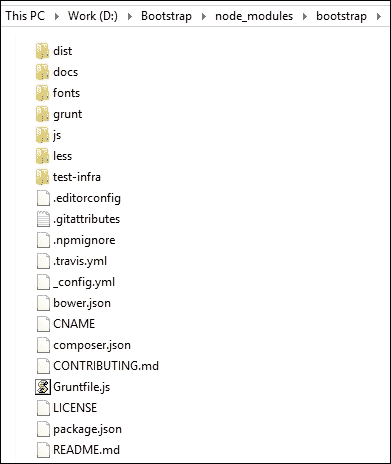 This PC > Work (D:) > Bootstrap > node_modules > bootstrap >
dist
docs
fonts
grunt
js
less
test-infra
.editorconfig
.gitattributes
.npmignore
.travis.yml
_config.yml
bower.json
CNAME
composer.json
CONTRIBUTING.md
Gruntfile.js
LICENSE
package.json
README.md